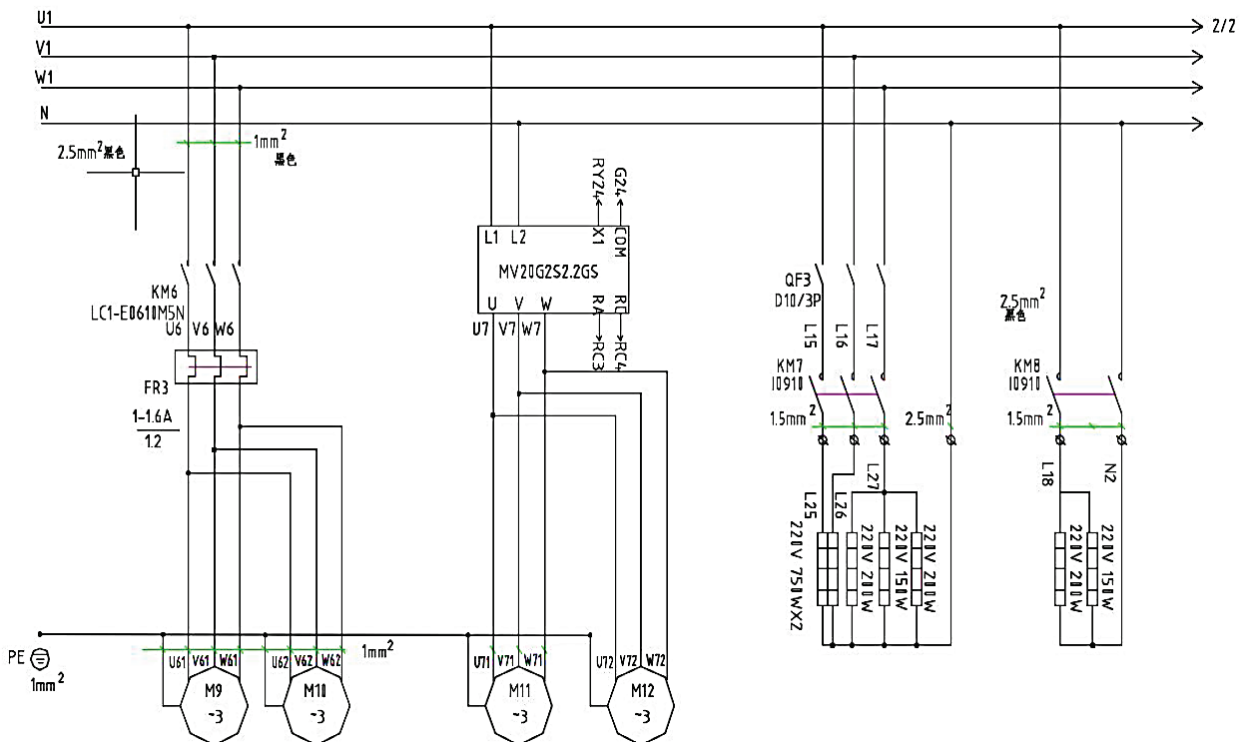 U1
2/2
V1
W1
N
2.5mm²黑色
1mm²
黑色
RY24
G24
L1 L2 X1 COM
MV20G2S2.2GS
U V W RA RC
KM6
LC1-E0610M5N
U6 V6 W6
U7 V7 W7
RC3
RC4
FR3
1-1.6A
1.2
QF3
D10/3P
L15
L16
L17
KM7
I0910
1.5mm²
2.5mm²
2.5mm²
黑色
KM8
I0910
1.5mm²
L25
L26
L27
L18
N2
220V 750WX2
220V 200W
220V 150W
220V 200W
220V 200W
220V 150W
PE
1mm²
U61 V61 W61
U62 V62 W62
1mm²
U71 V71 W71
U72 V72 W72
M9
~3
M10
~3
M11
~3
M12
~3